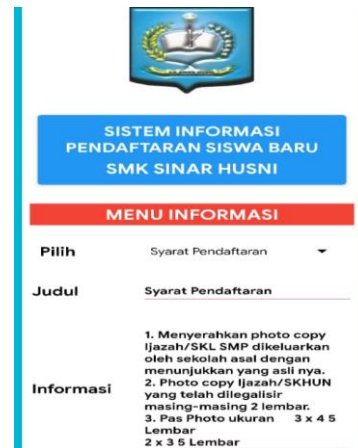 SISTEM INFORMASI
PENDAFTARAN SISWA BARU
SMK SINAR HUSNI
MENU INFORMASI
Pilih Syarat Pendaftaran
Judul Syarat Pendaftaran
Informasi
1. Menyerahkan photo copy
Ijazah/SKL SMP dikeluarkan
oleh sekolah asal dengan
menunjukkan yang asli nya.
2. Photo copy Ijazah/SKHUN
yang telah dilegalisir
masing-masing 2 lembar.
3. Pas Photo ukuran 3 x 4 5
Lembar
2 x 3 5 Lembar